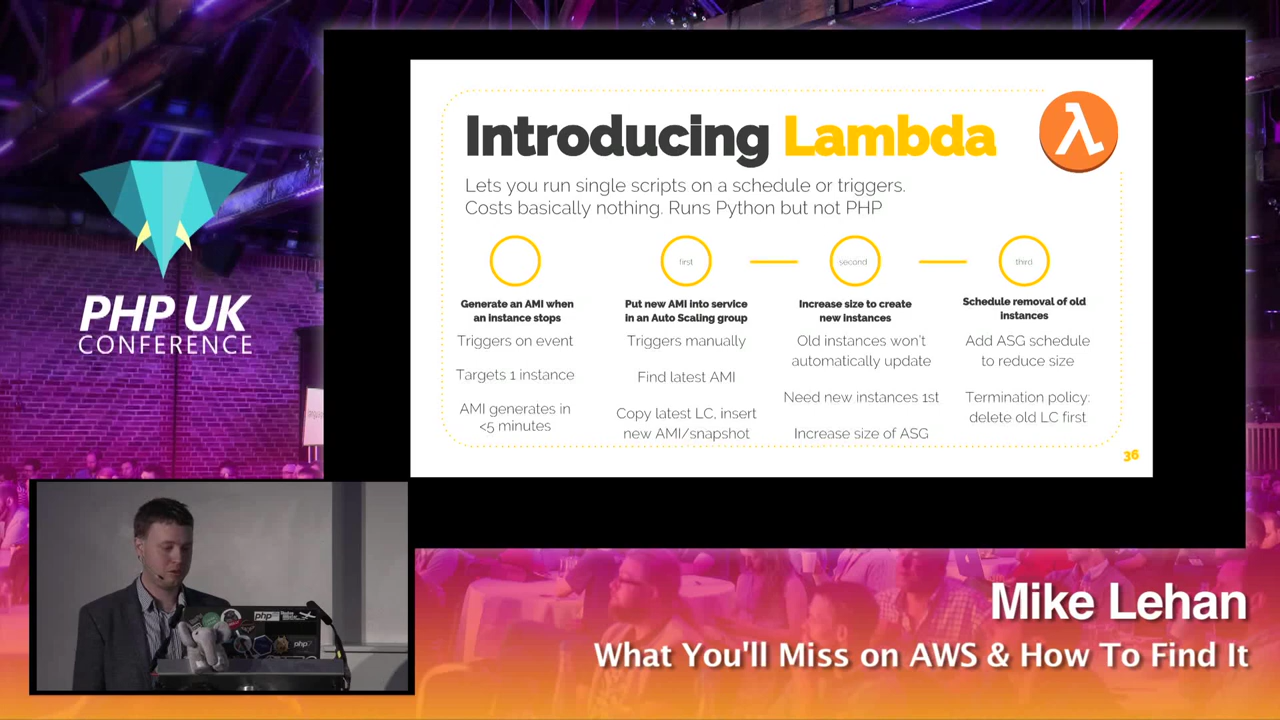 Introducing Lambda
Lets you run single scripts on a schedule or triggers.
Costs basically nothing. Runs Python but not PHP
first
second
third
Generate an AMI when
an instance stops
Triggers on event
Targets 1 instance
AMI generates in
<5 minutes
Put new AMI into service
in an Auto Scaling group
Triggers manually
Find latest AMI
Copy latest LC, insert
new AMI/snapshot
Increase size to create
new instances
Old instances won't
automatically update
Need new instances 1st
Increase size of ASG
Schedule removal of old
instances
Add ASG schedule
to reduce size
Termination policy:
delete old LC first
36
PHP UK
CONFERENCE
php
php7
Mike Lehan
What You'll Miss on AWS & How To Find It